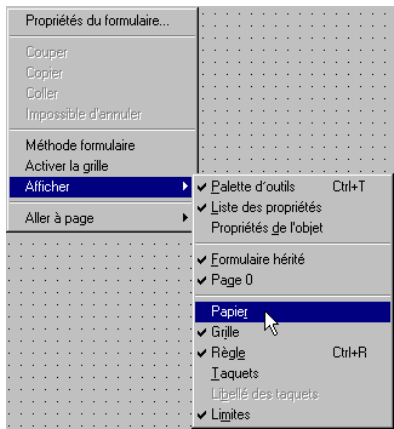 Propriétés du formulaire...
Couper
Copier
Coller
Impossible d'annuler
Méthode formulaire
Activer la grille
Afficher
Aller à page
Palette d'outils Ctrl+T
Liste des propriétés
Propriétés de l'objet
Formulaire hérité
Page 0
Papier
Grille
Règle Ctrl+R
Taquets
Libellé des taquets
Limites